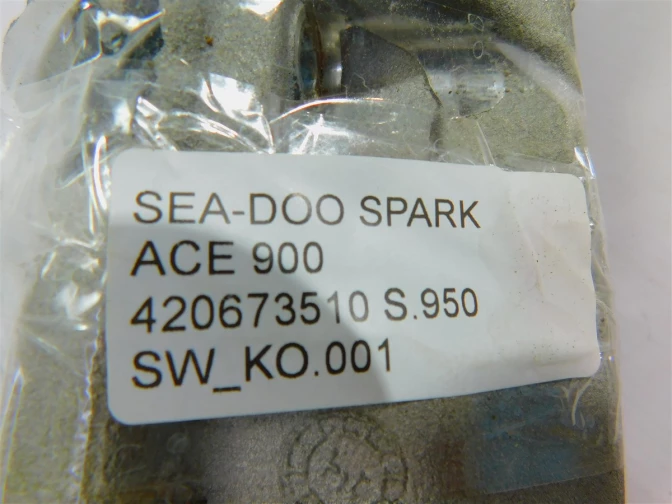 SEA-DOO SPARK
ACE 900
420673510 S.950
SW_KO.001